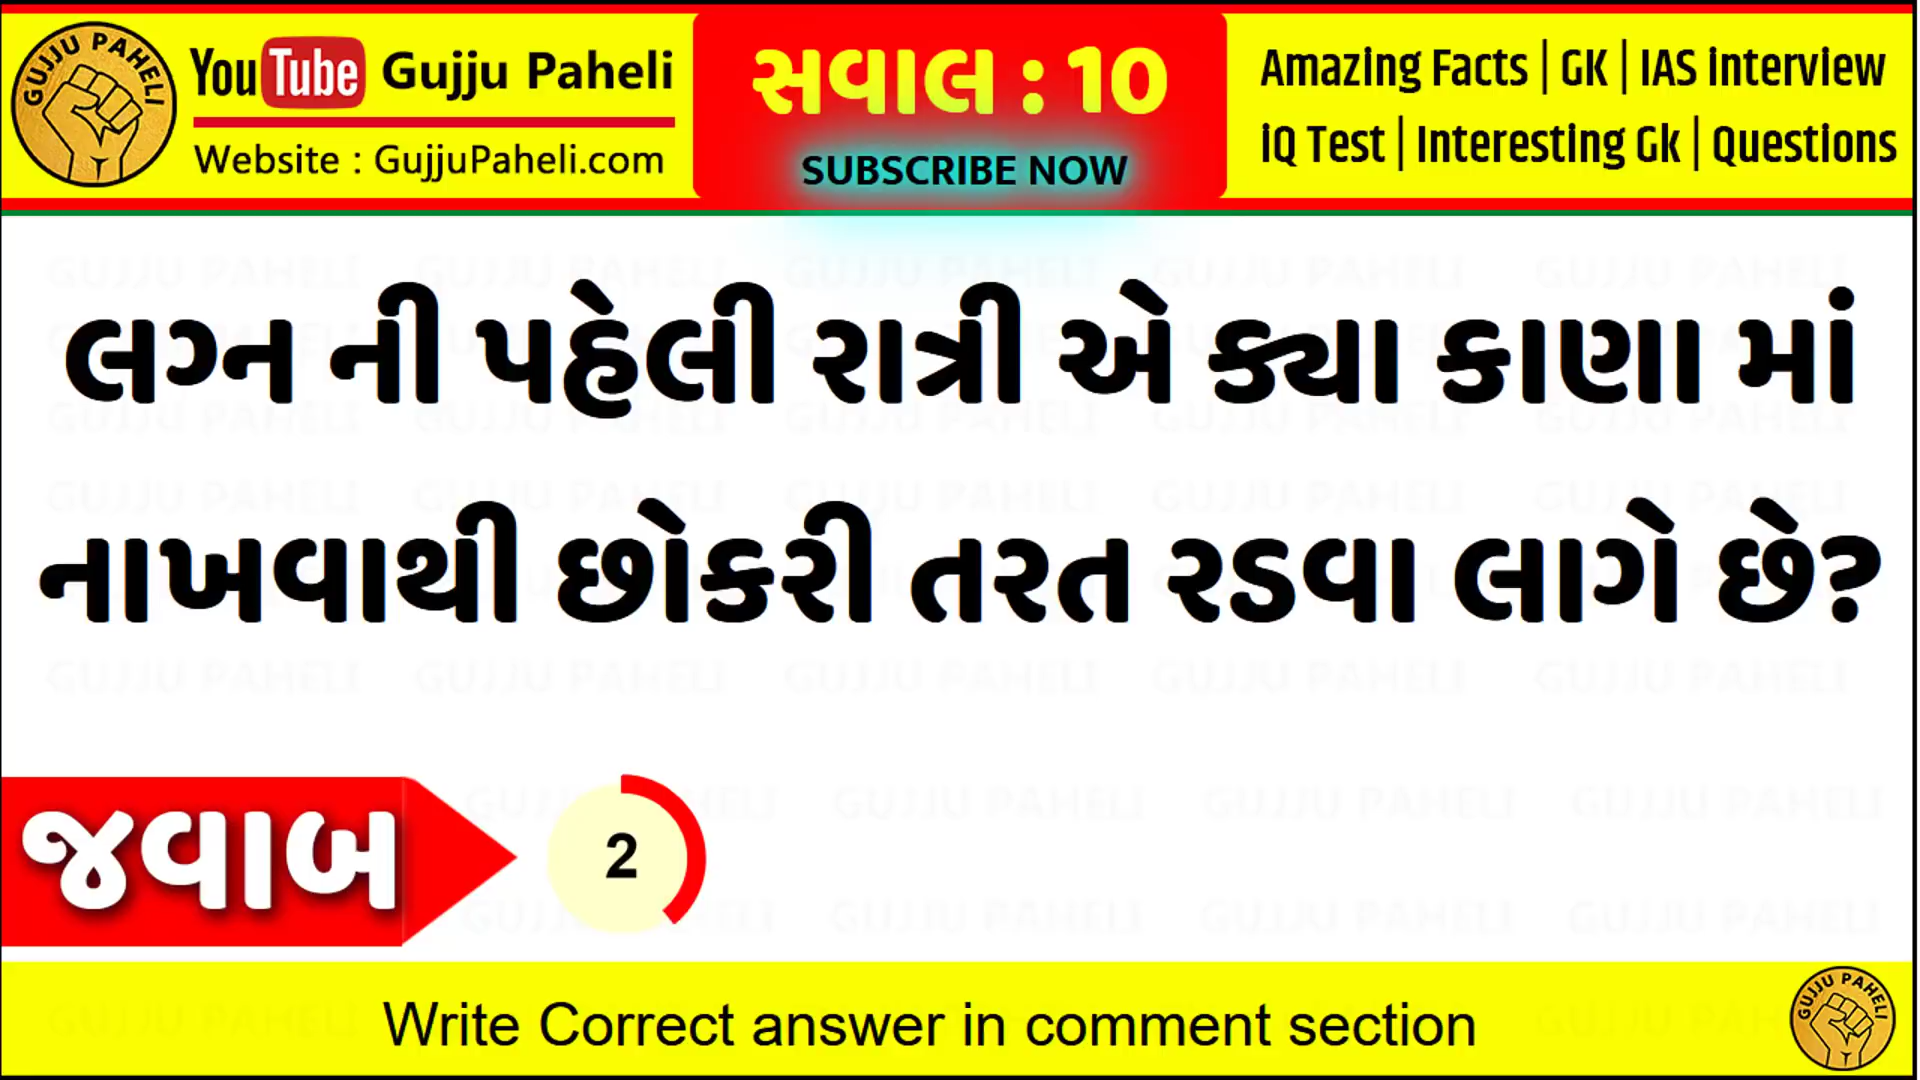 GUJJU PAHELI
YouTube Gujju Paheli
Website : GujjuPaheli.com
સવાલ : 10
SUBSCRIBE NOW
Amazing Facts | GK | IAS interview
iQ Test | Interesting Gk | Questions
લગ્ન ની પહેલી રાત્રી એ ક્યા કાણા માં
નાખવાથી છોકરી તરત રડવા લાગે છે?
જવાબ
2
Write Correct answer in comment section
GUJJU PAHELI